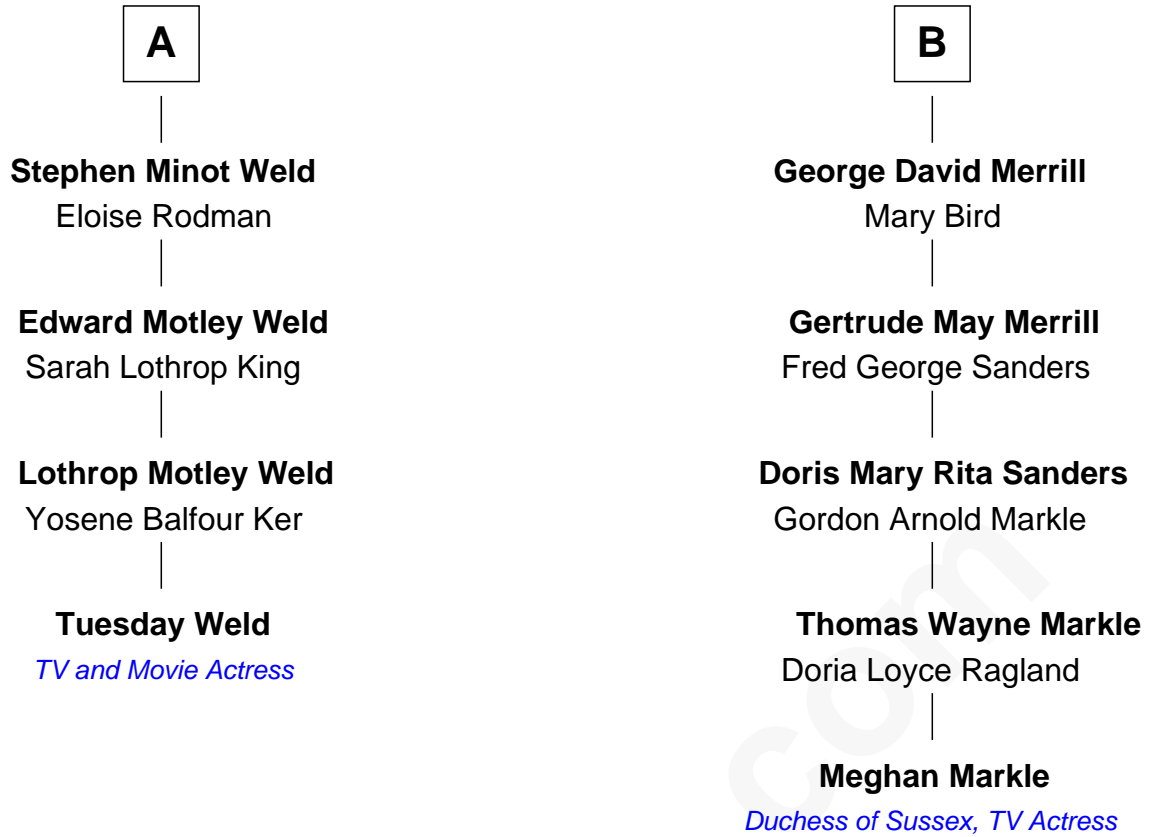 A
Stephen Minot Weld
Eloise Rodman
Edward Motley Weld
Sarah Lothrop King
Lothrop Motley Weld
Yosene Balfour Ker
Tuesday Weld
TV and Movie Actress
B
George David Merrill
Mary Bird
Gertrude May Merrill
Fred George Sanders
Doris Mary Rita Sanders
Gordon Arnold Markle
Thomas Wayne Markle
Doria Loyce Ragland
Meghan Markle
Duchess of Sussex, TV Actress
com